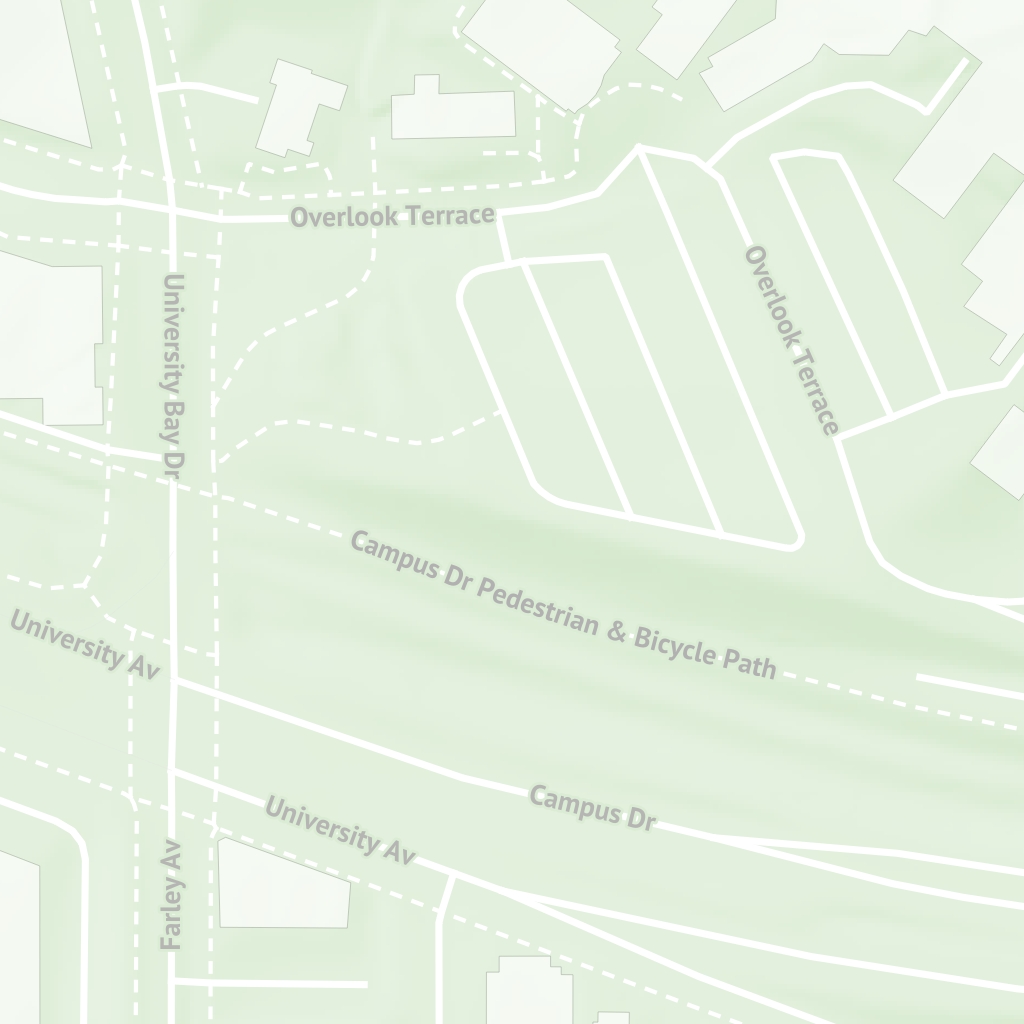 Overlook Terrace
Overlook Terrace
University Bay Dr
Campus Dr Pedestrian & Bicycle Path
University Av
Campus Dr
University Av
Farley Av